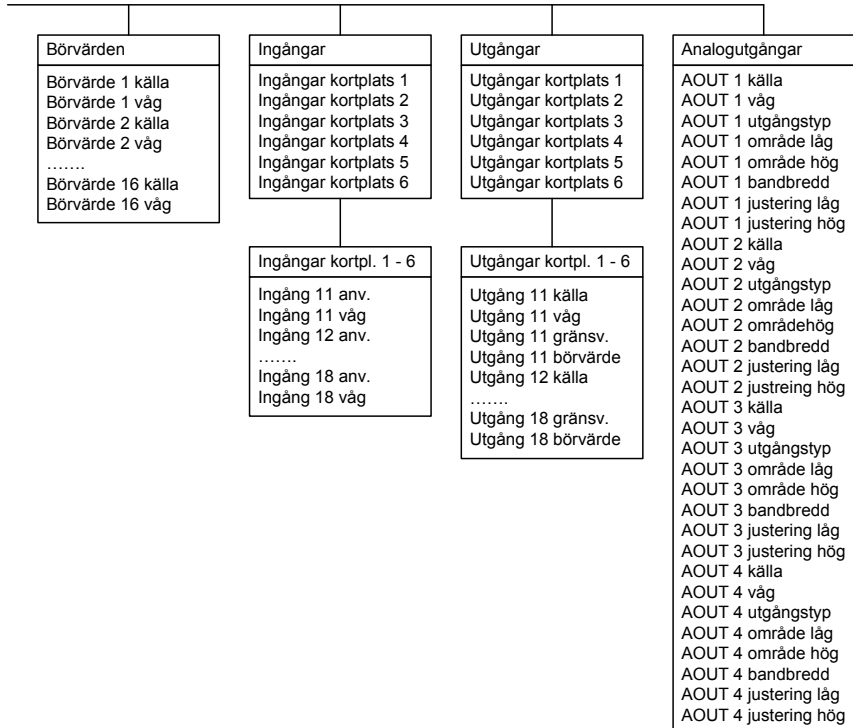 Börvärden
Börvärde 1 källa
Börvärde 1 våg
Börvärde 2 källa
Börvärde 2 våg
.......
Börvärde 16 källa
Börvärde 16 våg
Ingångar
Ingångar kortplats 1
Ingångar kortplats 2
Ingångar kortplats 3
Ingångar kortplats 4
Ingångar kortplats 5
Ingångar kortplats 6
Ingångar kortpl. 1 - 6
Ingång 11 anv.
Ingång 11 våg
Ingång 12 anv.
.......
Ingång 18 anv.
Ingång 18 våg
Utgångar
Utgångar kortplats 1
Utgångar kortplats 2
Utgångar kortplats 3
Utgångar kortplats 4
Utgångar kortplats 5
Utgångar kortplats 6
Utgångar kortpl. 1 - 6
Utgång 11 källa
Utgång 11 våg
Utgång 11 gränsv.
Utgång 11 börvärde
Utgång 12 källa
.......
Utgång 18 gränsv.
Utgång 18 börvärde
Analogutgångar
AOUT 1 källa
AOUT 1 våg
AOUT 1 utgångstyp
AOUT 1 område låg
AOUT 1 område hög
AOUT 1 bandbredd
AOUT 1 justering låg
AOUT 1 justering hög
AOUT 2 källa
AOUT 2 våg
AOUT 2 utgångstyp
AOUT 2 område låg
AOUT 2 områdehög
AOUT 2 bandbredd
AOUT 2 justering låg
AOUT 2 justreing hög
AOUT 3 källa
AOUT 3 våg
AOUT 3 utgångstyp
AOUT 3 område låg
AOUT 3 område hög
AOUT 3 bandbredd
AOUT 3 justering låg
AOUT 3 justering hög
AOUT 4 källa
AOUT 4 våg
AOUT 4 utgångstyp
AOUT 4 område låg
AOUT 4 område hög
AOUT 4 bandbredd
AOUT 4 justering låg
AOUT 4 justering hög